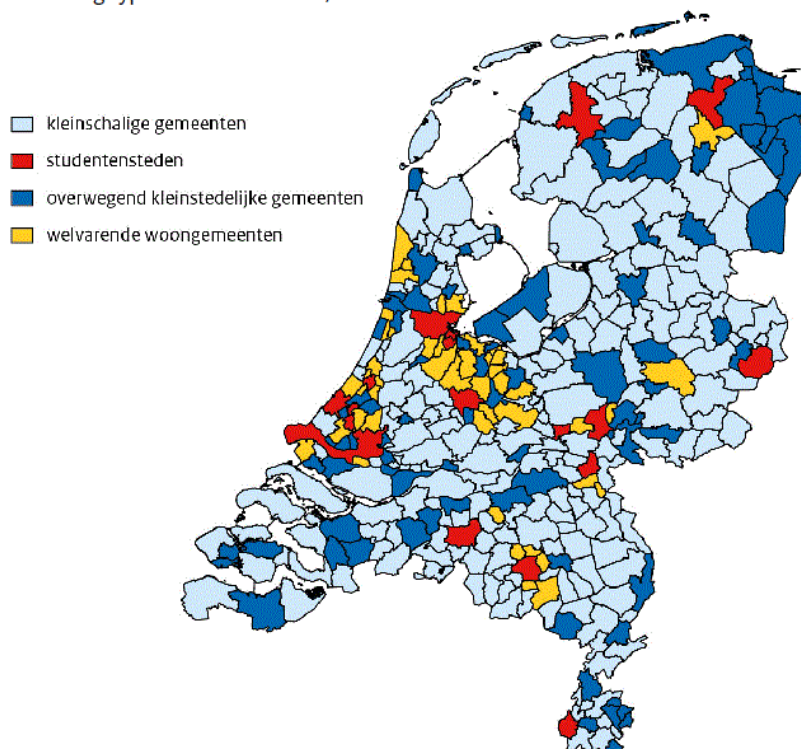 kleinschalige gemeenten
studentensteden
overwegend kleinstedelijke gemeenten
welvarende woongemeenten